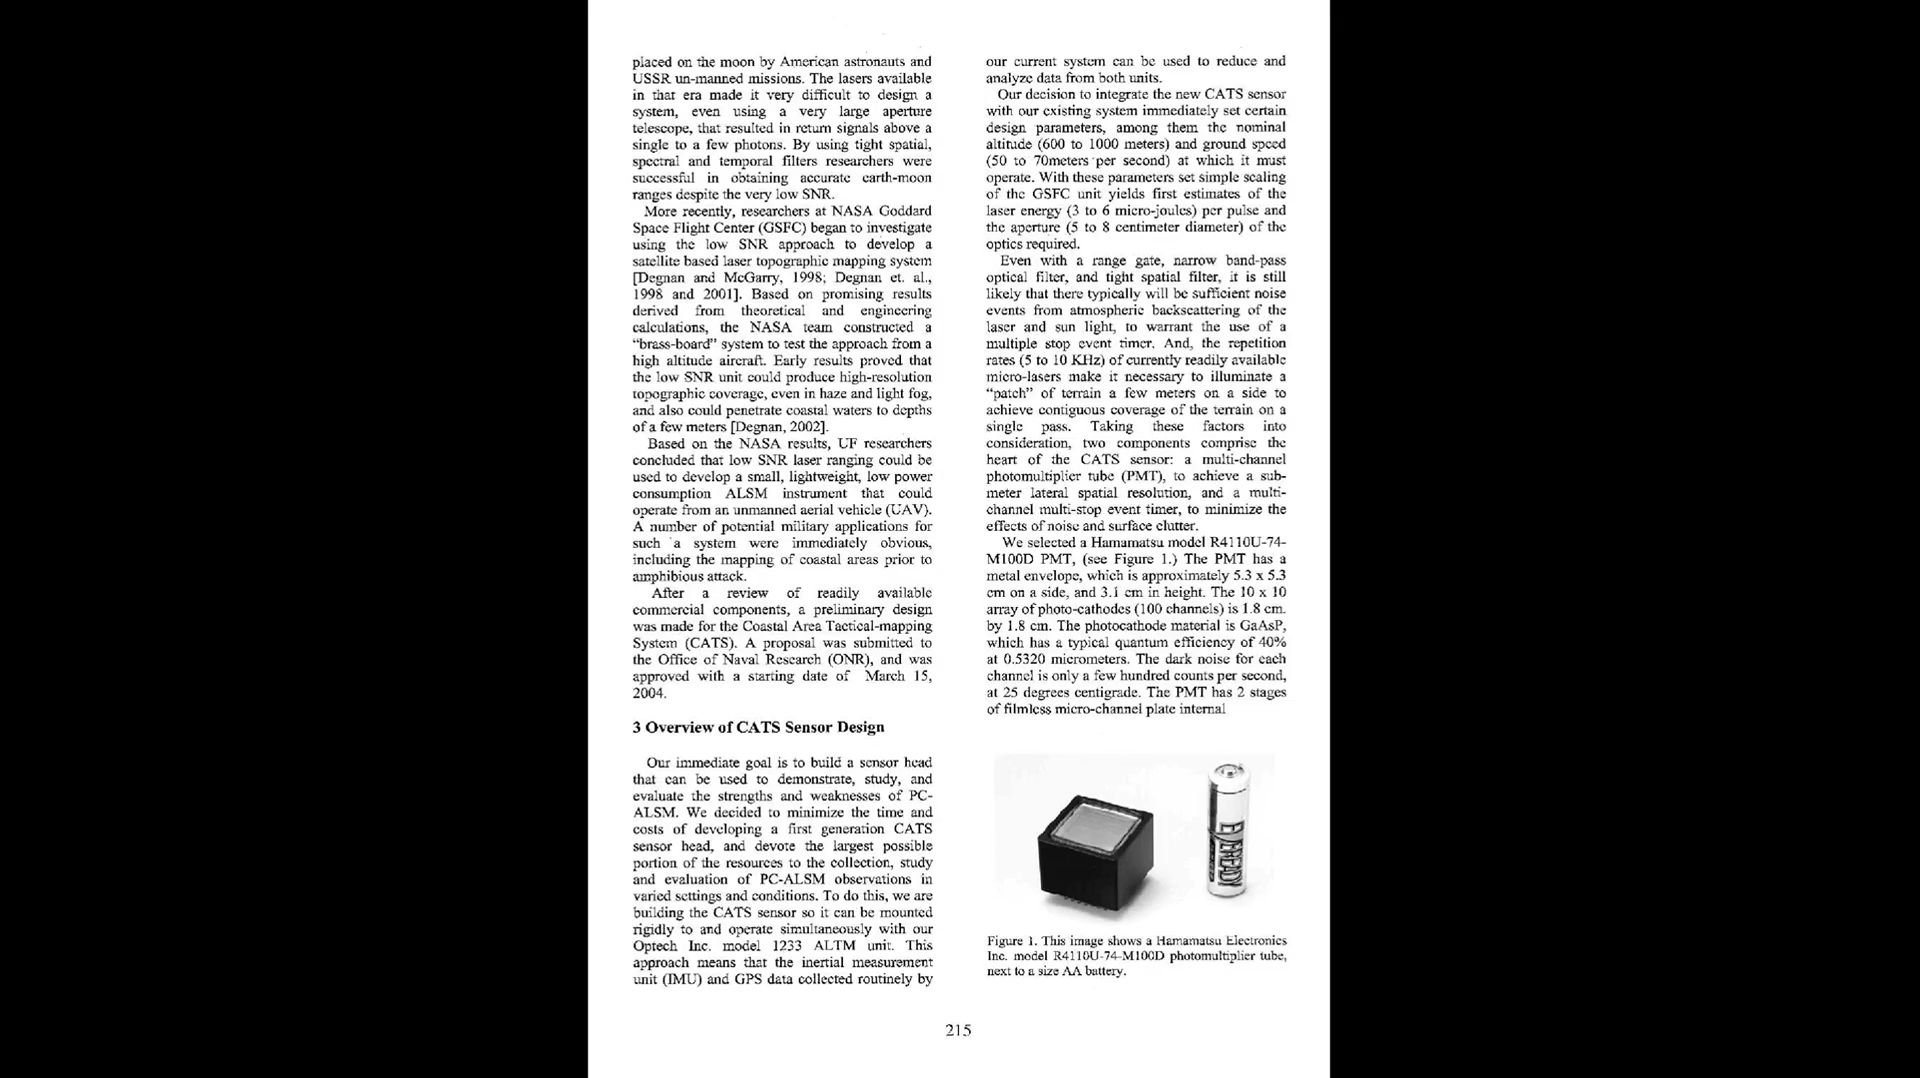 placed on the moon by American astronauts and
USSR un-manned missions. The lasers available
in that era made it very difficult to design a
system, even using a very large aperture
telescope, that resulted in return signals above a
single to a few photons. By using tight spatial,
spectral and temporal filters researchers were
successful in obtaining accurate earth-moon
ranges despite the very low SNR.
More recently, researchers at NASA Goddard
Space Flight Center (GSFC) began to investigate
using the low SNR approach to develop a
satellite based laser topographic mapping system
[Degnan and McGarry, 1998; Degnan et. al.,
1998 and 2001]. Based on promising results
derived from theoretical and engineering
calculations, the NASA team constructed a
“brass-board” system to test the approach from a
high altitude aircraft. Early results proved that
the low SNR unit could produce high-resolution
topographic coverage, even in haze and light fog,
and also could penetrate coastal waters to depths
of a few meters [Degnan, 2002].
Based on the NASA results, UF researchers
concluded that low SNR laser ranging could be
used to develop a small, lightweight, low power
consumption ALSM instrument that could
operate from an unmanned aerial vehicle (UAV).
A number of potential military applications for
such a system were immediately obvious,
including the mapping of coastal areas prior to
amphibious attack.
After a review of readily available
commercial components, a preliminary design
was made for the Coastal Area Tactical-mapping
System (CATS). A proposal was submitted to
the Office of Naval Research (ONR), and was
approved with a starting date of March 15,
2004.
3 Overview of CATS Sensor Design
Our immediate goal is to build a sensor head
that can be used to demonstrate, study, and
evaluate the strengths and weaknesses of PC-
ALSM. We decided to minimize the time and
costs of developing a first generation CATS
sensor head, and devote the largest possible
portion of the resources to the collection, study
and evaluation of PC-ALSM observations in
varied settings and conditions. To do this, we are
building the CATS sensor so it can be mounted
rigidly to and operate simultaneously with our
Optech Inc. model 1233 ALTM unit. This
approach means that the inertial measurement
unit (IMU) and GPS data collected routinely by
our current system can be used to reduce and
analyze data from both units.
Our decision to integrate the new CATS sensor
with our existing system immediately set certain
design parameters, among them the nominal
altitude (600 to 1000 meters) and ground speed
(50 to 70meters per second) at which it must
operate. With these parameters set simple scaling
of the GSFC unit yields first estimates of the
laser energy (3 to 6 micro-joules) per pulse and
the aperture (5 to 8 centimeter diameter) of the
optics required.
Even with a range gate, narrow band-pass
optical filter, and tight spatial filter, it is still
likely that there typically will be sufficient noise
events from atmospheric backscattering of the
laser and sun light, to warrant the use of a
multiple stop event timer. And, the repetition
rates (5 to 10 KHz) of currently readily available
micro-lasers make it necessary to illuminate a
“patch” of terrain a few meters on a side to
achieve contiguous coverage of the terrain on a
single pass. Taking these factors into
consideration, two components comprise the
heart of the CATS sensor: a multi-channel
photomultiplier tube (PMT), to achieve a sub-
meter lateral spatial resolution, and a multi-
channel multi-stop event timer, to minimize the
effects of noise and surface clutter.
We selected a Hamamatsu model R4110U-74-
M100D PMT, (see Figure 1.) The PMT has a
metal envelope, which is approximately 5.3 x 5.3
cm on a side, and 3.1 cm in height. The 10 x 10
array of photo-cathodes (100 channels) is 1.8 cm.
by 1.8 cm. The photocathode material is GaAsP,
which has a typical quantum efficiency of 40%
at 0.5320 micrometers. The dark noise for each
channel is only a few hundred counts per second,
at 25 degrees centigrade. The PMT has 2 stages
of filmless micro-channel plate internal
EVEREADY
Figure 1. This image shows a Hamamatsu Electronics
Inc. model R4110U-74-M100D photomultiplier tube,
next to a size AA battery.
215